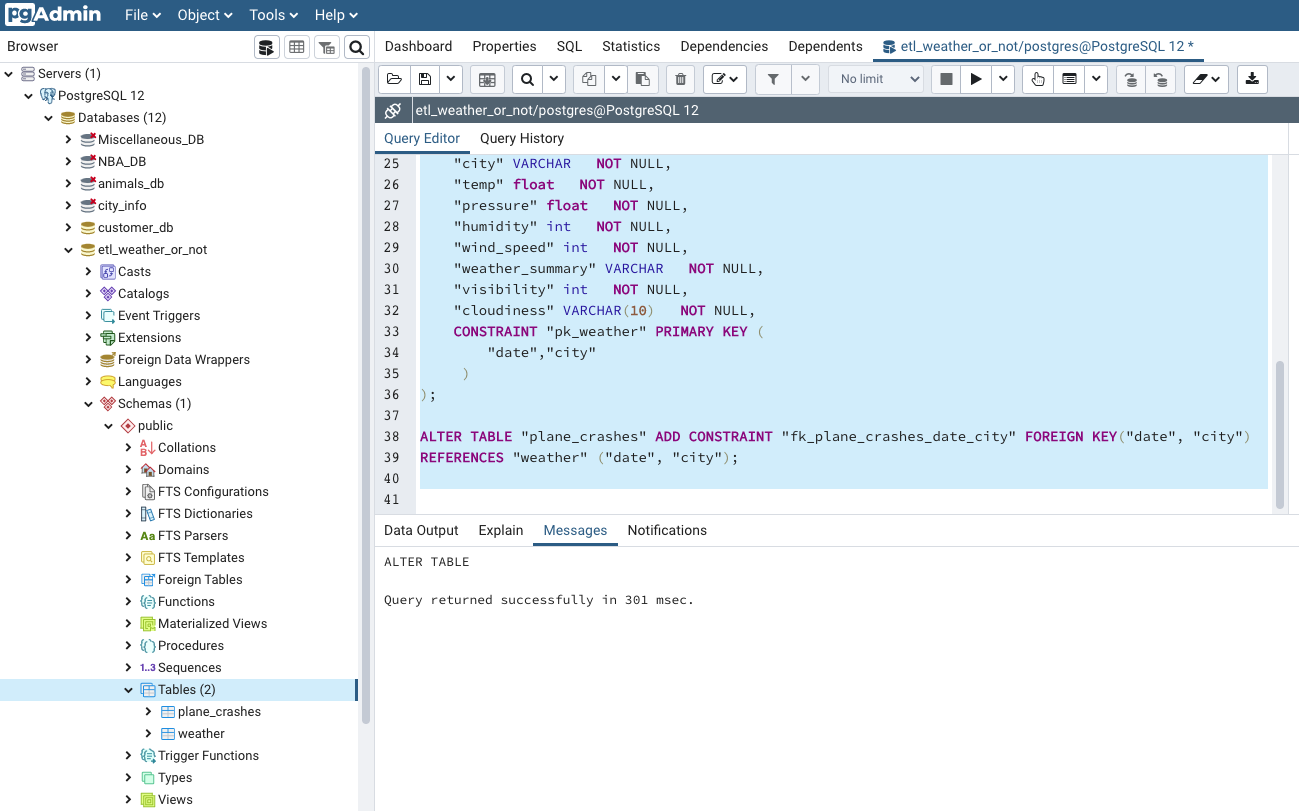 pgAdmin File Object Tools Help
Browser
Dashboard Properties SQL Statistics Dependencies Dependents etl_weather_or_not/postgres@PostgreSQL 12 *
No limit
etl_weather_or_not/postgres@PostgreSQL 12
Query Editor Query History
Servers (1)
PostgreSQL 12
Databases (12)
Miscellaneous_DB
NBA_DB
animals_db
city_info
customer_db
etl_weather_or_not
Casts
Catalogs
Event Triggers
Extensions
Foreign Data Wrappers
Languages
Schemas (1)
public
Collations
Domains
FTS Configurations
FTS Dictionaries
Aa FTS Parsers
FTS Templates
Foreign Tables
Functions
Materialized Views
Procedures
1..3 Sequences
Tables (2)
plane_crashes
weather
Trigger Functions
Types
Views
25 "city" VARCHAR   NOT NULL,
26 "temp" float   NOT NULL,
27 "pressure" float   NOT NULL,
28 "humidity" int   NOT NULL,
29 "wind_speed" int   NOT NULL,
30 "weather_summary" VARCHAR   NOT NULL,
31 "visibility" int   NOT NULL,
32 "cloudiness" VARCHAR(10)   NOT NULL,
33 CONSTRAINT "pk_weather" PRIMARY KEY (
34 "date","city"
35 )
36 );
37
38 ALTER TABLE "plane_crashes" ADD CONSTRAINT "fk_plane_crashes_date_city" FOREIGN KEY("date", "city")
39 REFERENCES "weather" ("date", "city");
40
41
Data Output Explain Messages Notifications
ALTER TABLE
Query returned successfully in 301 msec.